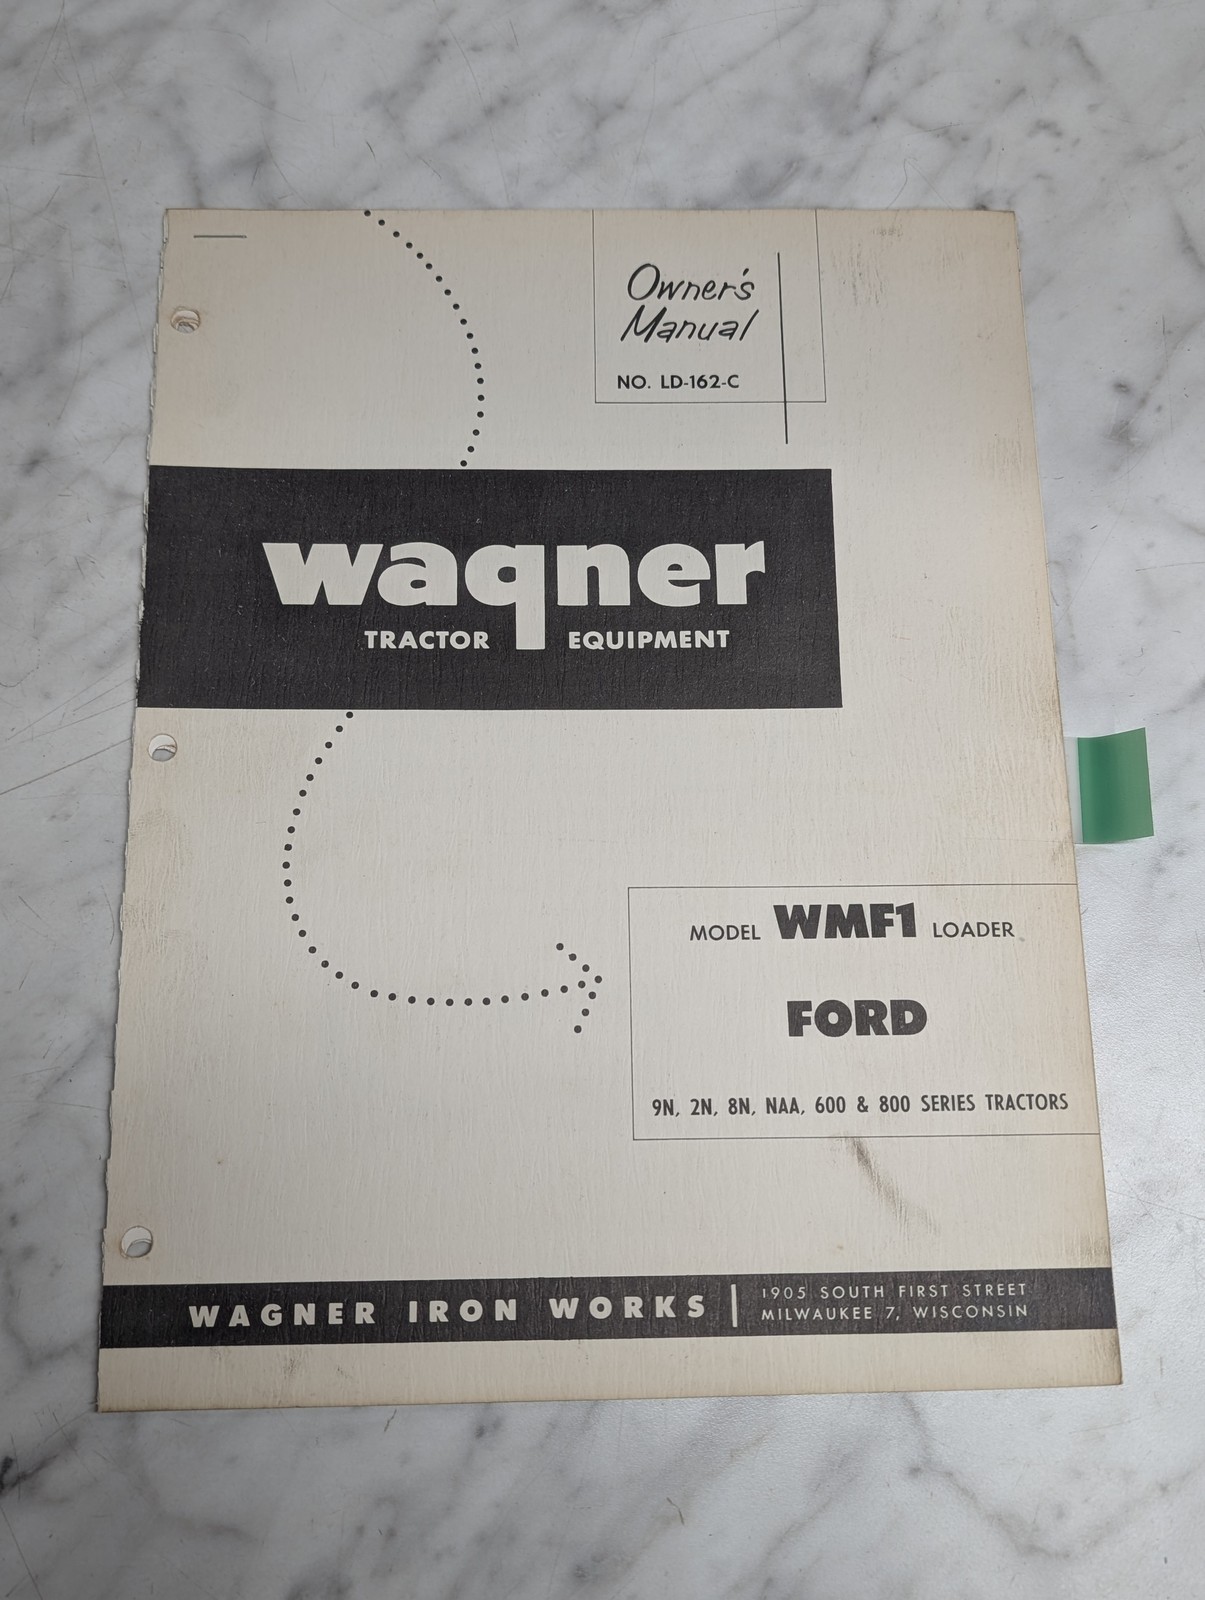 Owner's
Manual
NO. LD-162-C
wagner
TRACTOR EQUIPMENT
MODEL WMF1 LOADER
FORD
9N, 2N, 8N, NAA, 600 & 800 SERIES TRACTORS
WAGNER IRON WORKS
1905 SOUTH FIRST STREET
MILWAUKEE 7, WISCONSIN